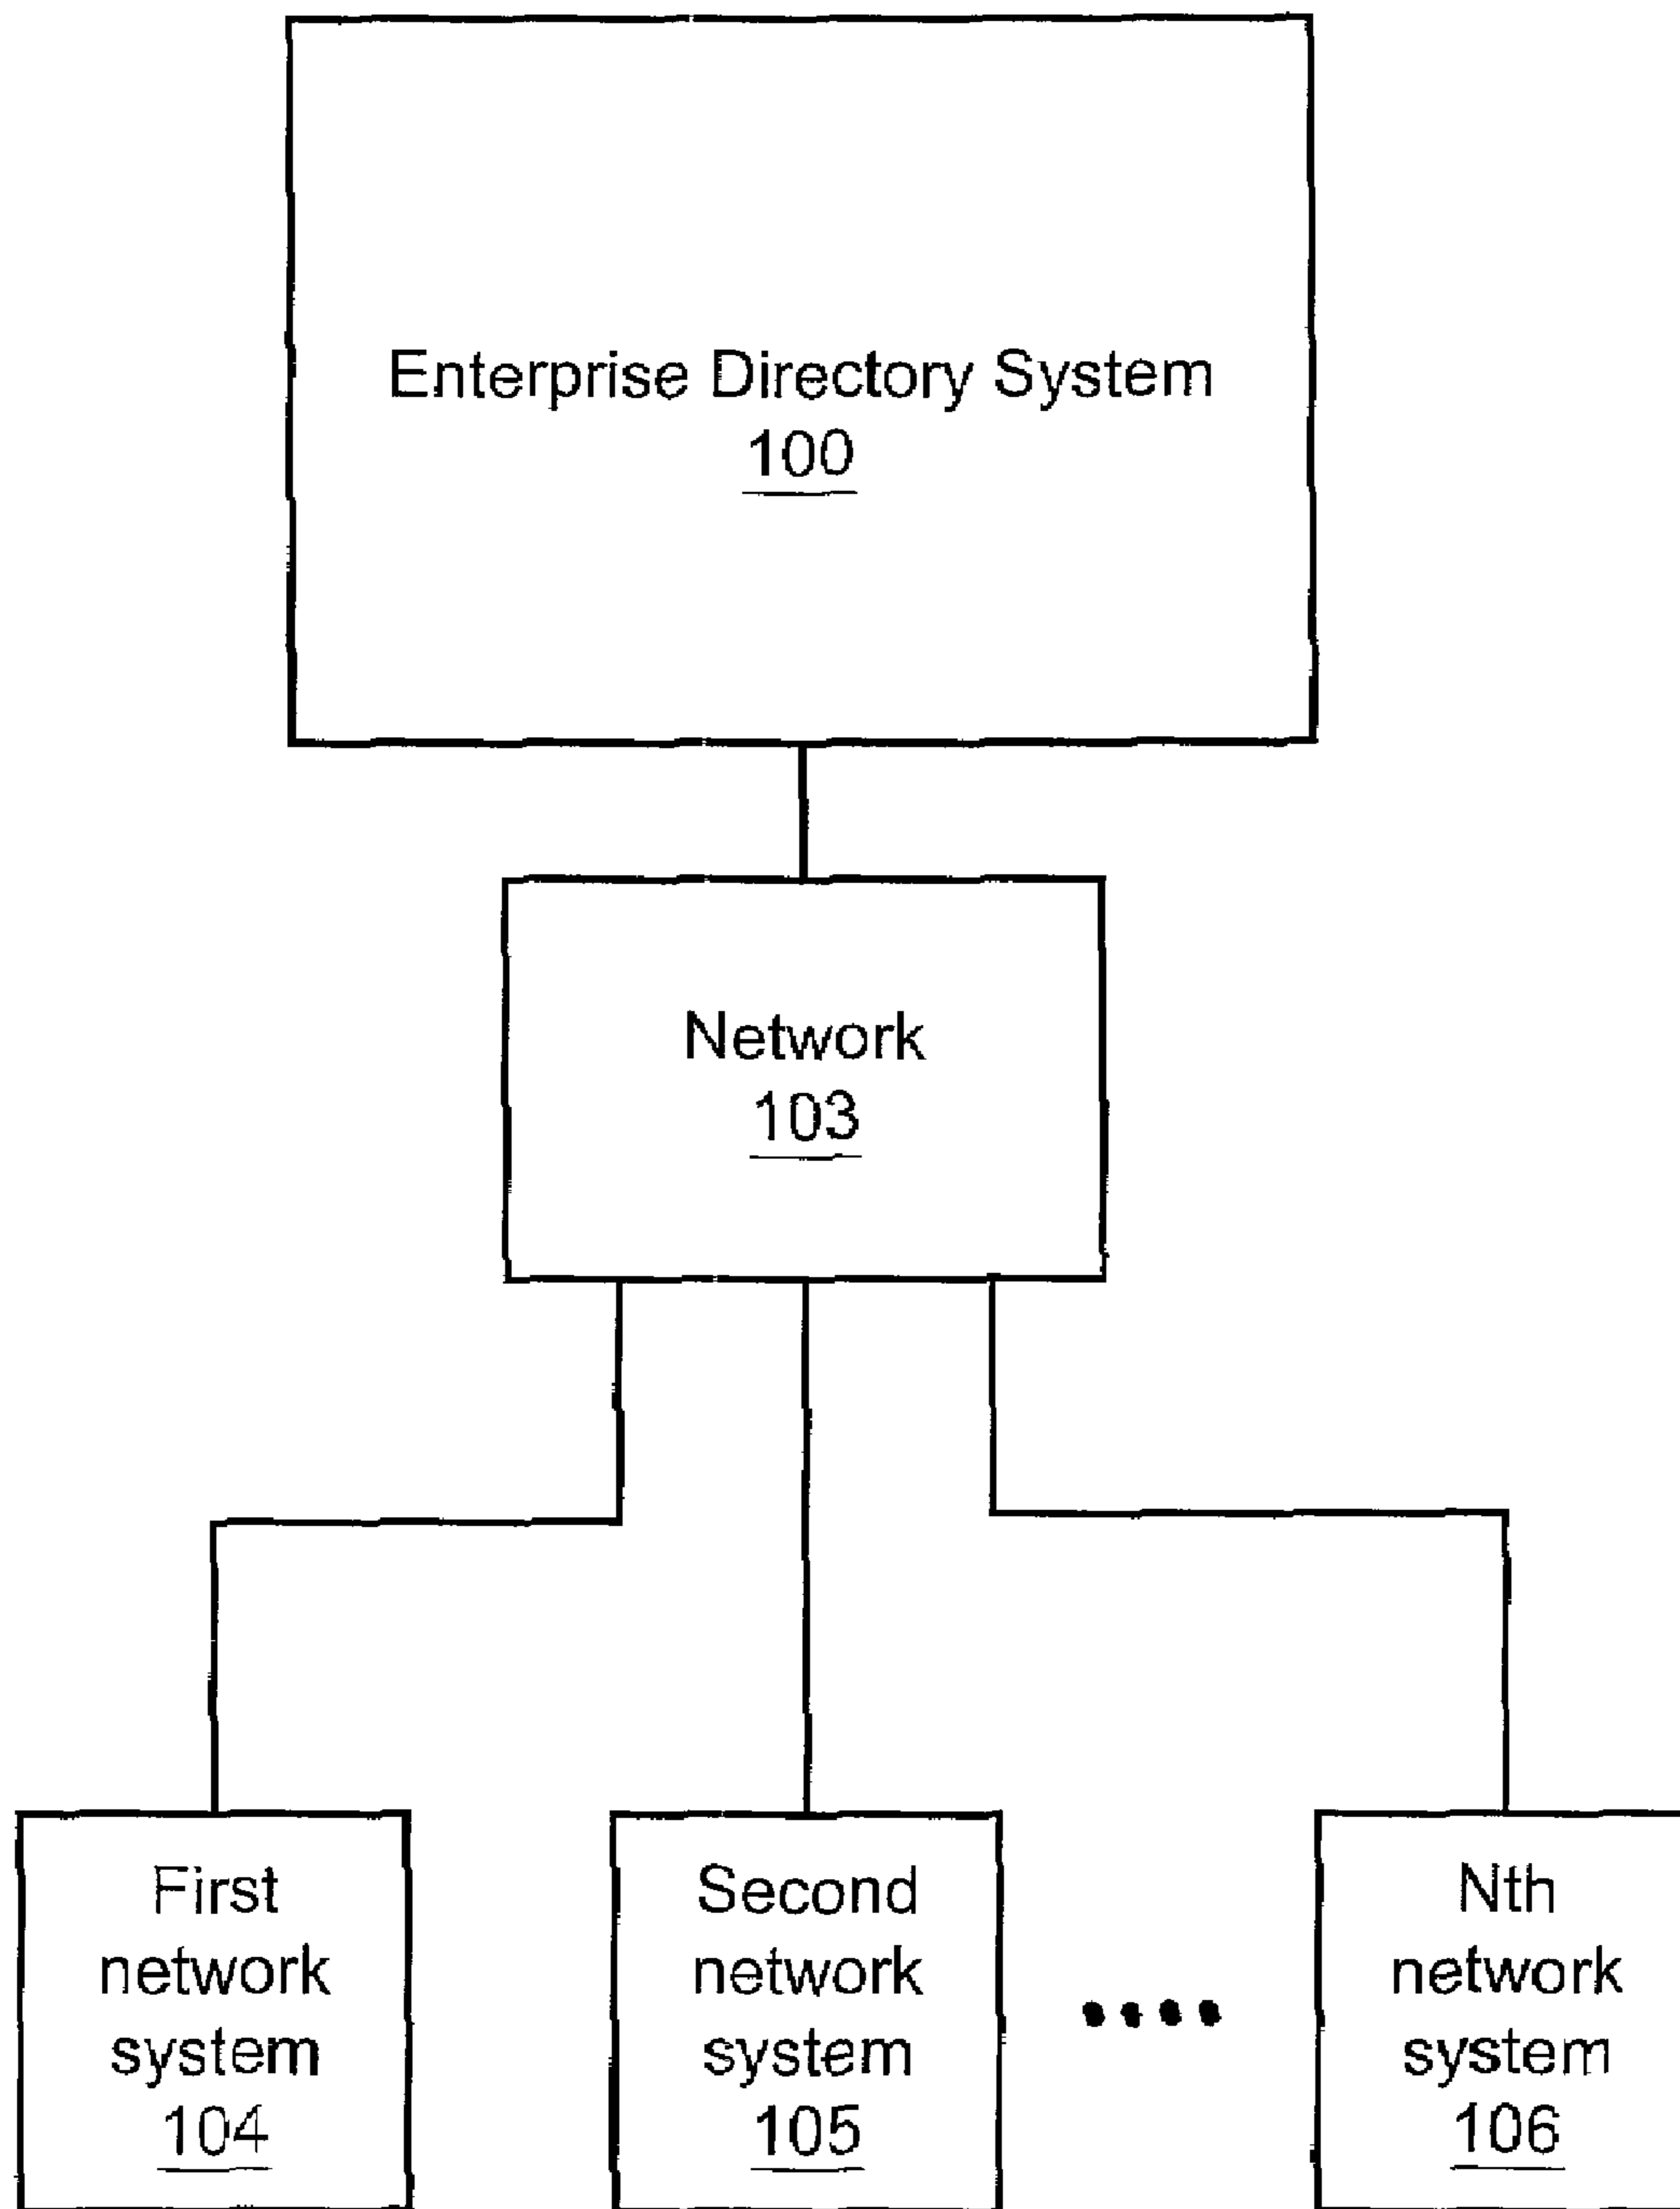 Enterprise Directory System
100
Network
103
First
network
system
104
Second
network
system
105
Nth
network
system
106